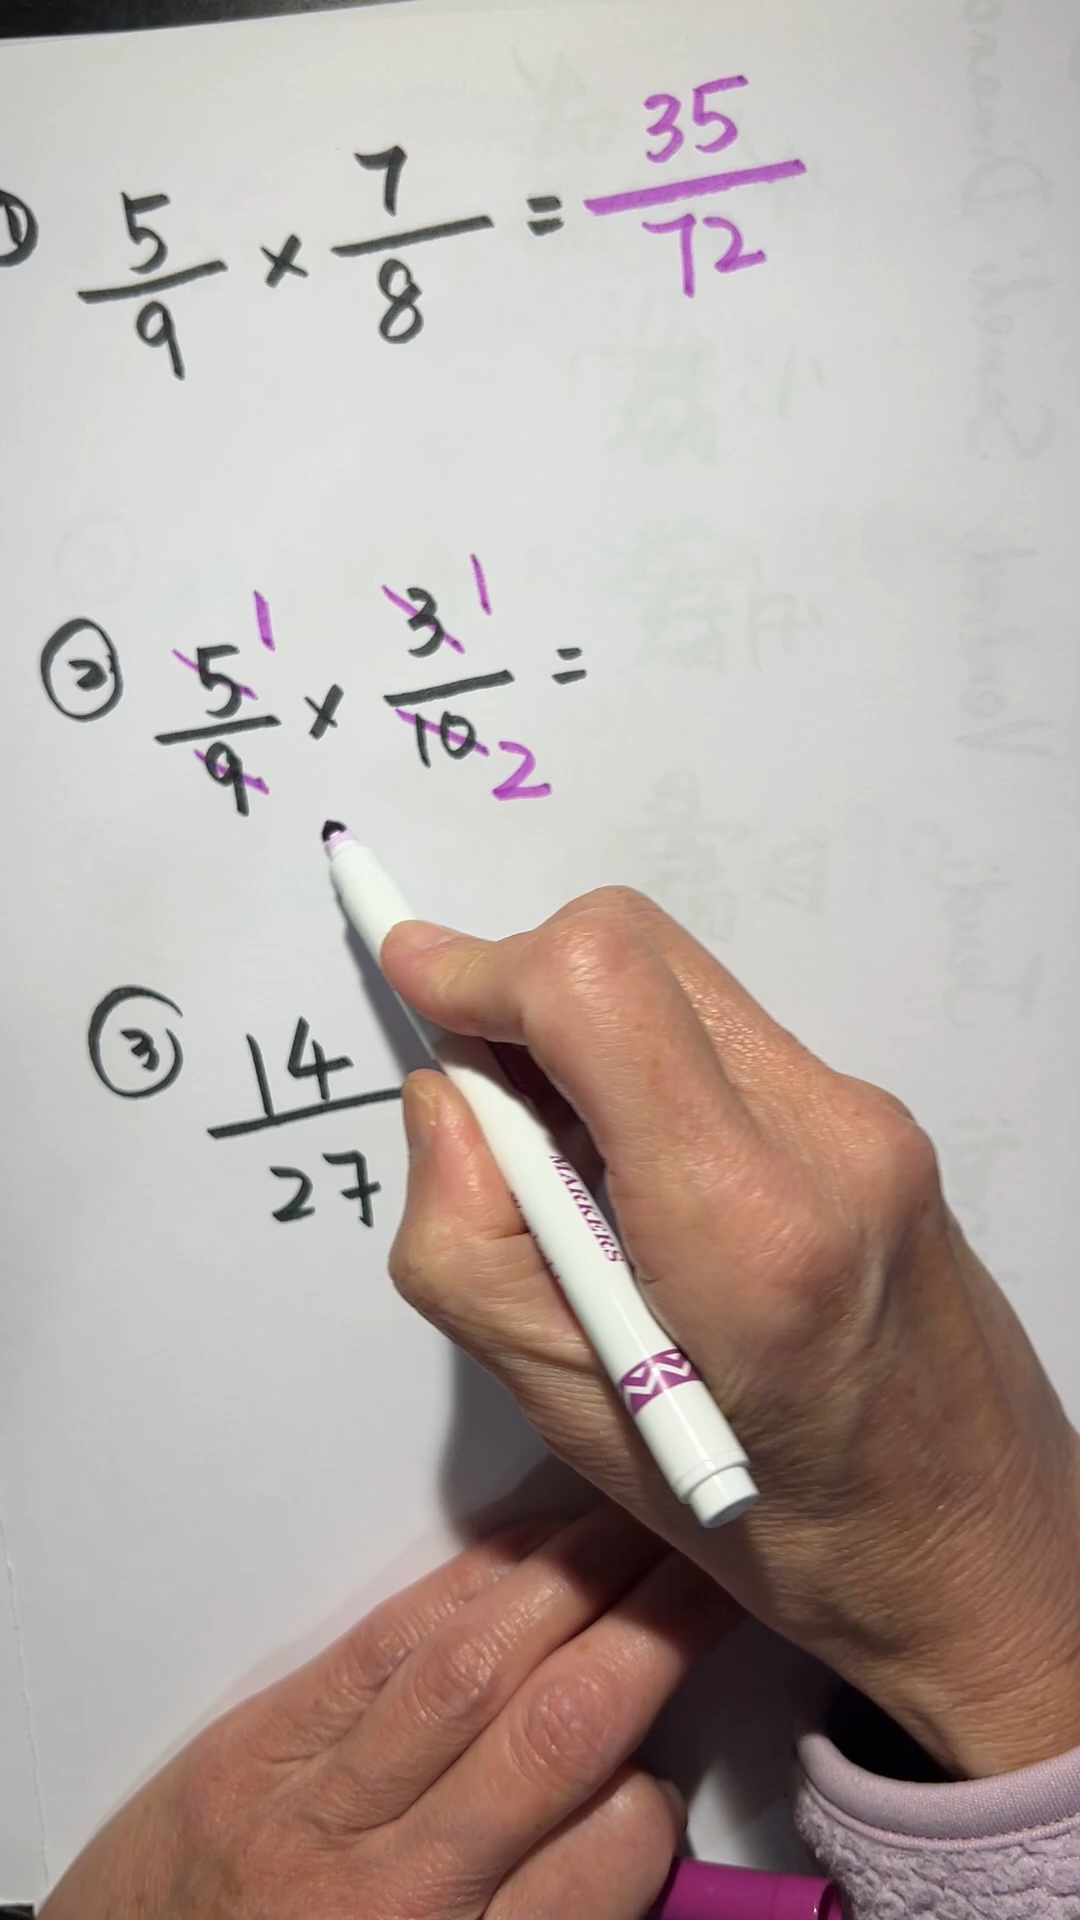 ① 5/9 × 7/8 = 35/72
② 5/9 × 3/10 = 1 1 2
③ 14/27
MARKERS